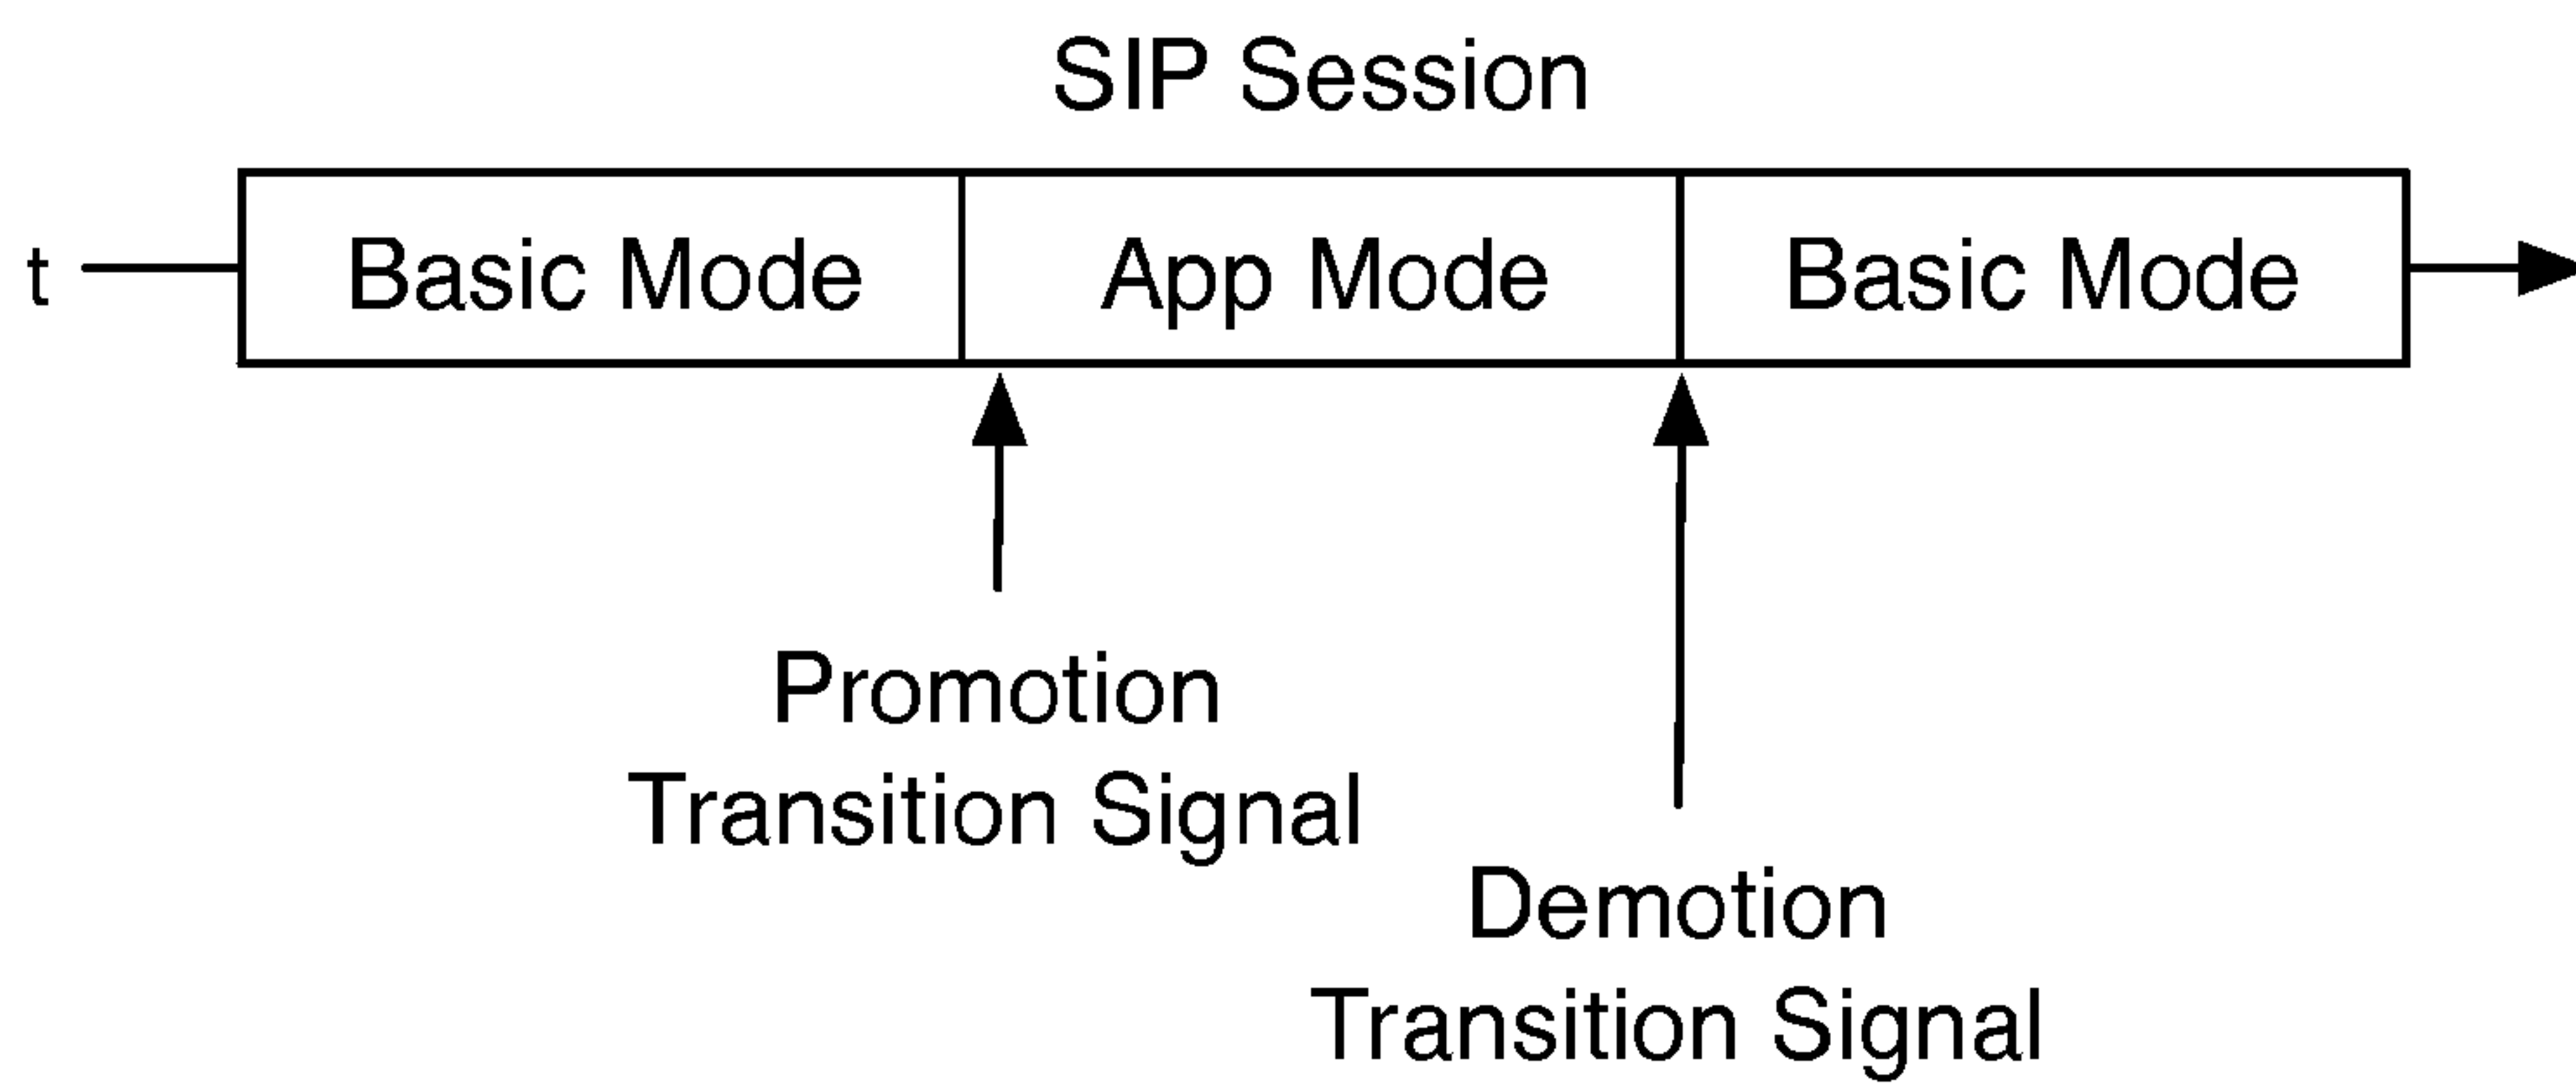 SIP Session
t
Basic Mode
App Mode
Basic Mode
Promotion
Transition Signal
Demotion
Transition Signal